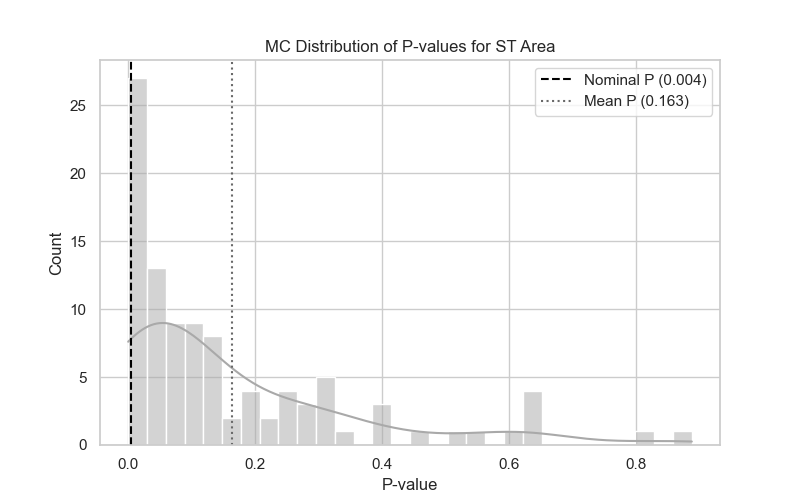 MC Distribution of P-values for ST Area
Nominal P (0.004)
Mean P (0.163)
25
20
15
10
5
0
Count
0.0 0.2 0.4 0.6 0.8
P-value